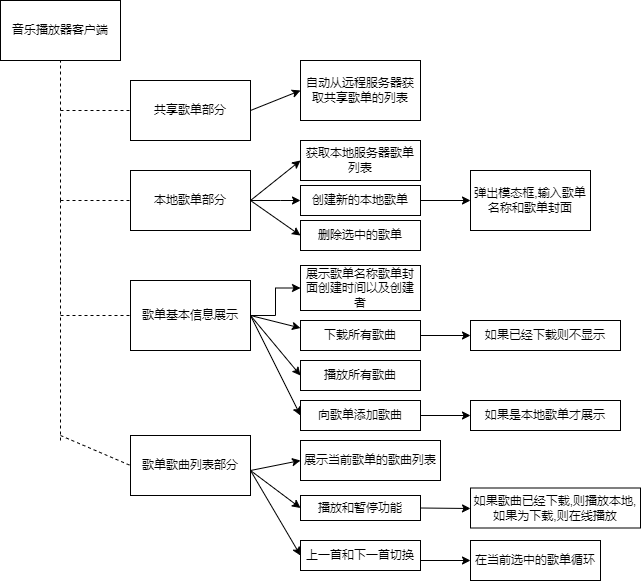 音乐播放器客户端
共享歌单部分
自动从远程服务器获
取共享歌单的列表
本地歌单部分
获取本地服务器歌单
列表
创建新的本地歌单
弹出模态框,输入歌单
名称和歌单封面
删除选中的歌单
歌单基本信息展示
展示歌单名称歌单封
面创建时间以及创建
者
下载所有歌曲
如果已经下载则不显示
播放所有歌曲
向歌单添加歌曲
如果是本地歌单才展示
歌单歌曲列表部分
展示当前歌单的歌曲列表
播放和暂停功能
如果歌曲已经下载,则播放本地,
如果为下载,则在线播放
上一首和下一首切换
在当前选中的歌单循环